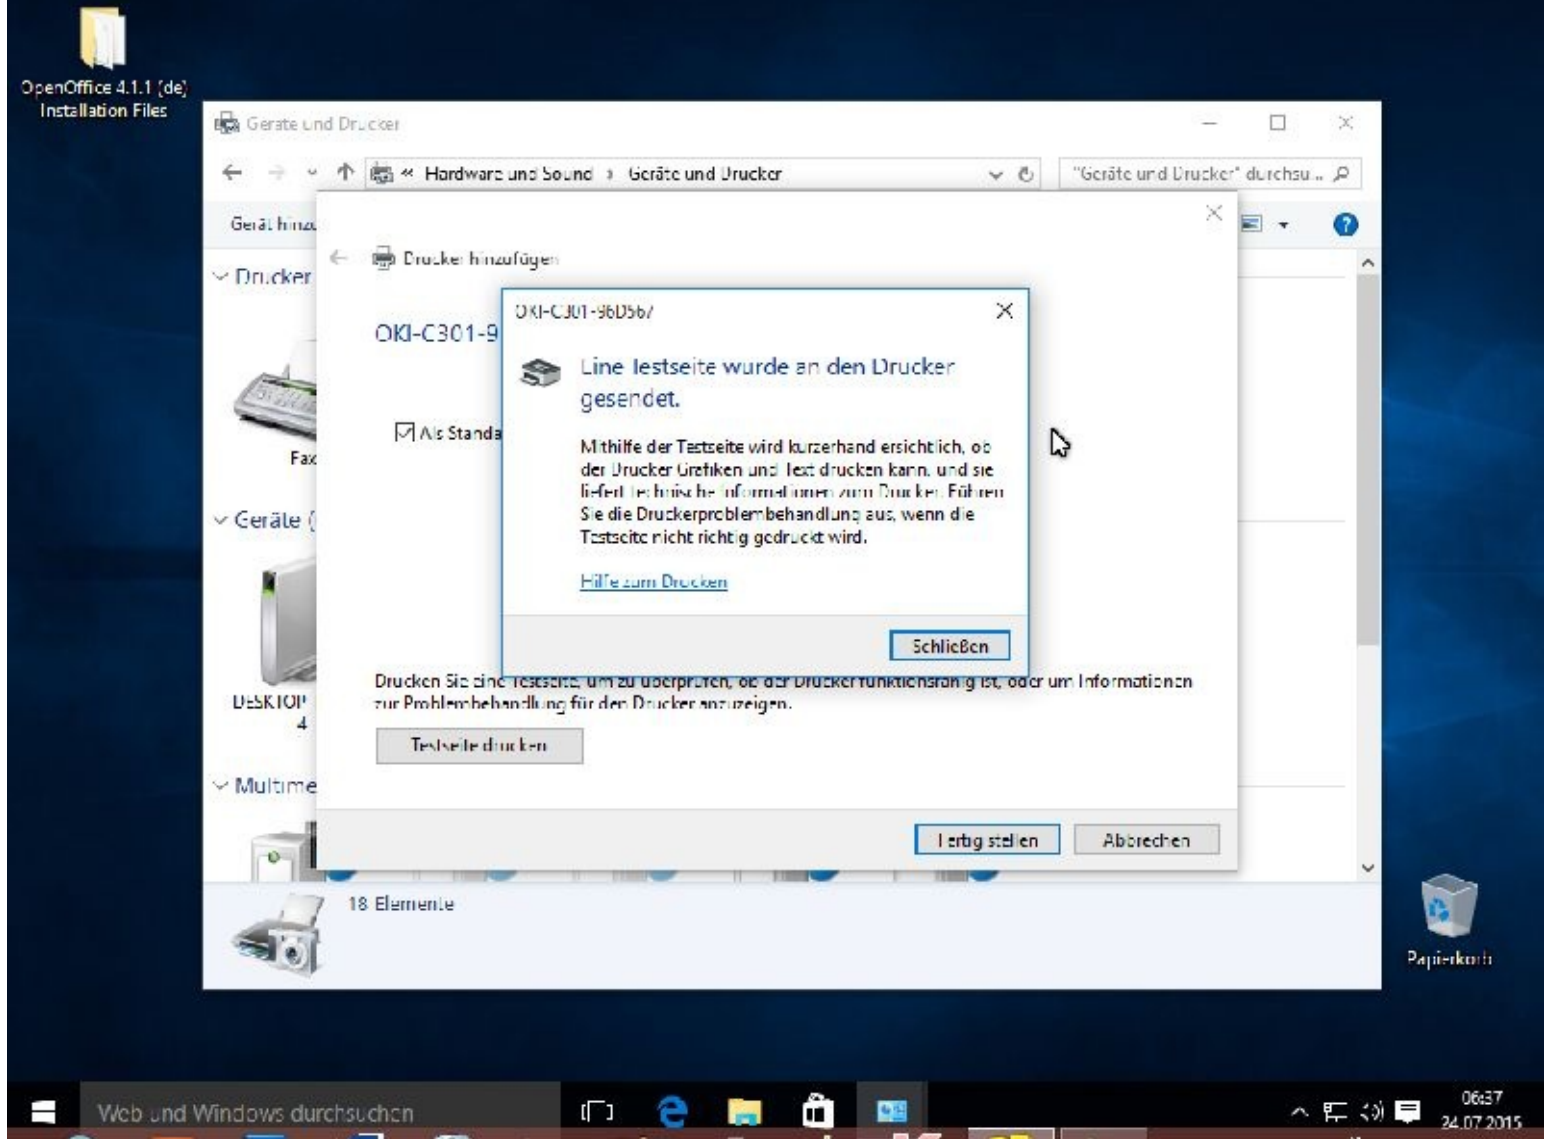 OpenOffice 4.1.1 (de)
Installation Files
Geräte und Drucker
« Hardware und Sound › Geräte und Drucker
"Geräte und Drucker" durchsu...
Gerät hinzu
Drucker hinzufügen
Drucker
OKI-C301-96D567
OKI-C301-9
Eine Testseite wurde an den Drucker
gesendet.
Als Standa
Mithilfe der Testseite wird kurzerhand ersichtlich, ob
der Drucker Grafiken und Text drucken kann, und sie
liefert technische Informationen zum Drucker. Führen
Sie die Druckerproblembehandlung aus, wenn die
Testseite nicht richtig gedruckt wird.
Fax
Geräte (
Hilfe zum Drucken
Schließen
Drucken Sie eine Testseite, um zu überprüfen, ob der Drucker funktionsfähig ist, oder um Informationen
zur Problembehandlung für den Drucker anzuzeigen.
DESKTOP
4
Testseite drucken
Multime
Fertig stellen
Abbrechen
18 Elemente
Papierkorb
Web und Windows durchsuchen
06:37
24.07.2015